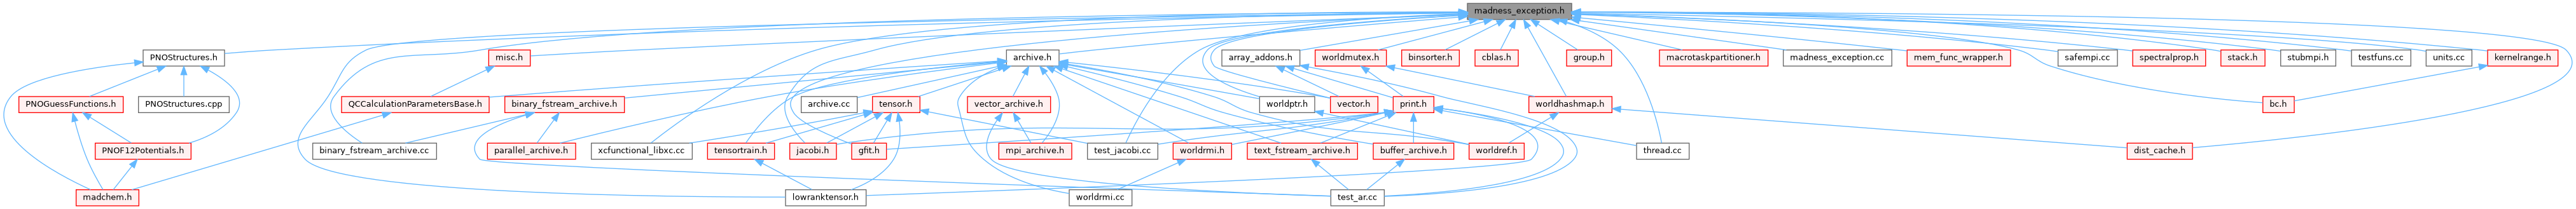 madness_exception.h
PNOStructures.h
misc.h
archive.h
array_addons.h
worldmutex.h
binsorter.h
cblas.h
group.h
macrotaskpartitioner.h
madness_exception.cc
mem_func_wrapper.h
safempi.cc
spectralprop.h
stack.h
stubmpi.h
testfuns.cc
units.cc
kernelrange.h
PNOGuessFunctions.h
PNOStructures.cpp
QCCalculationParametersBase.h
binary_fstream_archive.h
archive.cc
tensor.h
vector_archive.h
worldptr.h
vector.h
print.h
worldhashmap.h
bc.h
PNOF12Potentials.h
binary_fstream_archive.cc
parallel_archive.h
xcfunctional_libxc.cc
tensortrain.h
jacobi.h
gfit.h
mpi_archive.h
test_jacobi.cc
worldrmi.h
text_fstream_archive.h
buffer_archive.h
worldref.h
thread.cc
dist_cache.h
madchem.h
lowranktensor.h
worldrmi.cc
test_ar.cc